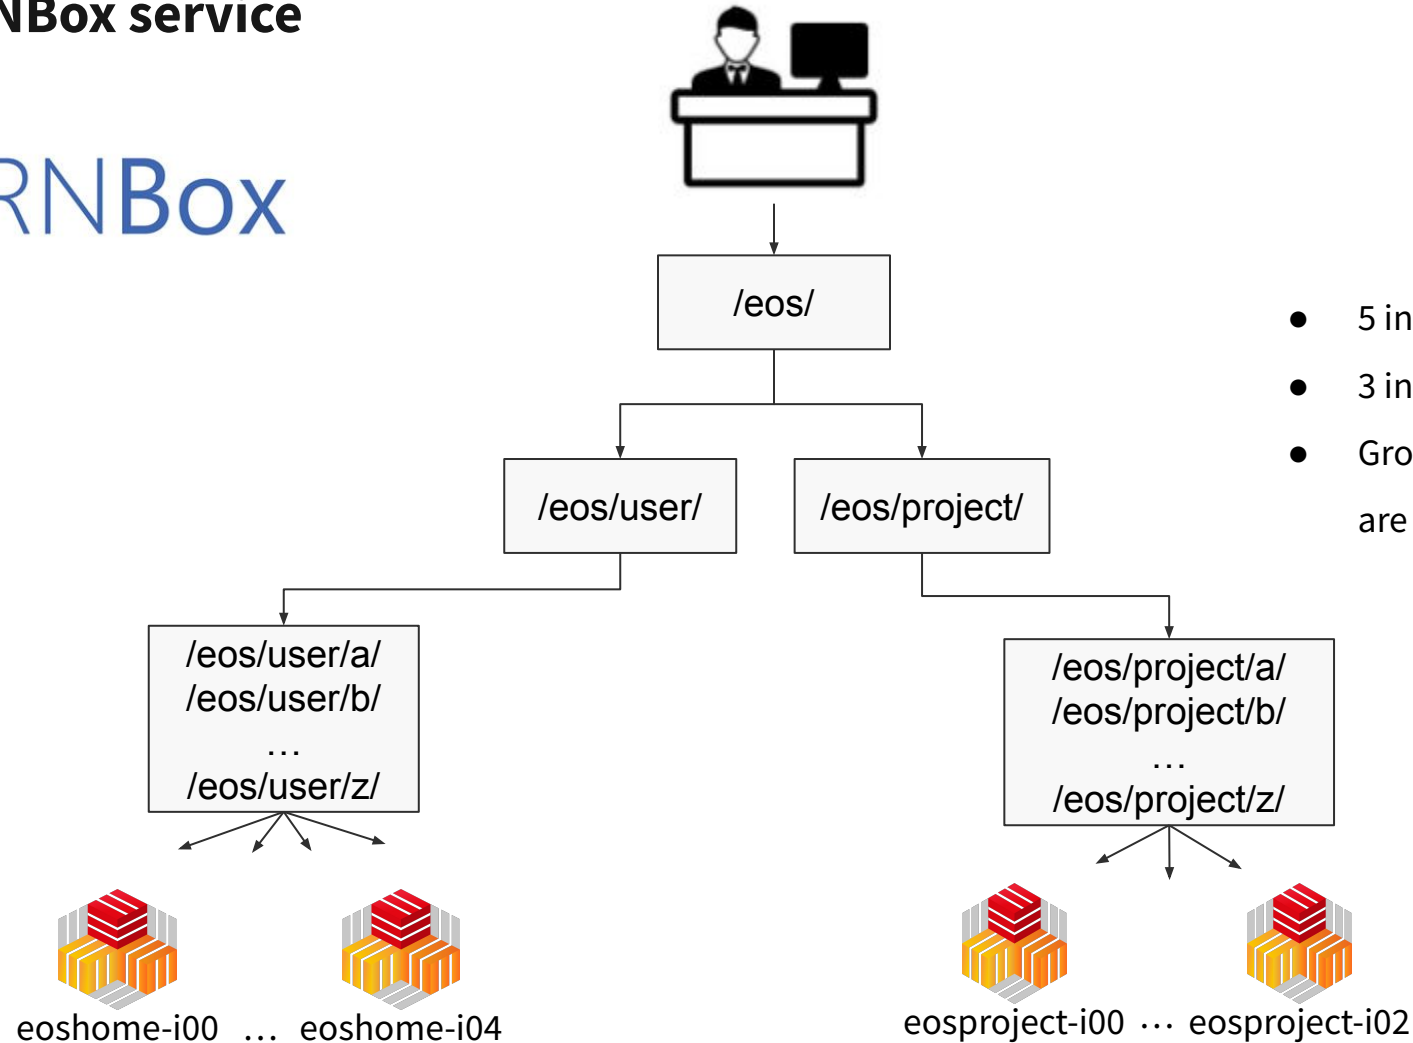 NBox service
RNBox
/eos/
● 5 in
● 3 in
● Gro
are
/eos/user/
/eos/project/
/eos/user/a/
/eos/user/b/
...
/eos/user/z/
/eos/project/a/
/eos/project/b/
...
/eos/project/z/
eoshome-i00 ... eoshome-i04
eosproject-i00 ... eosproject-i02